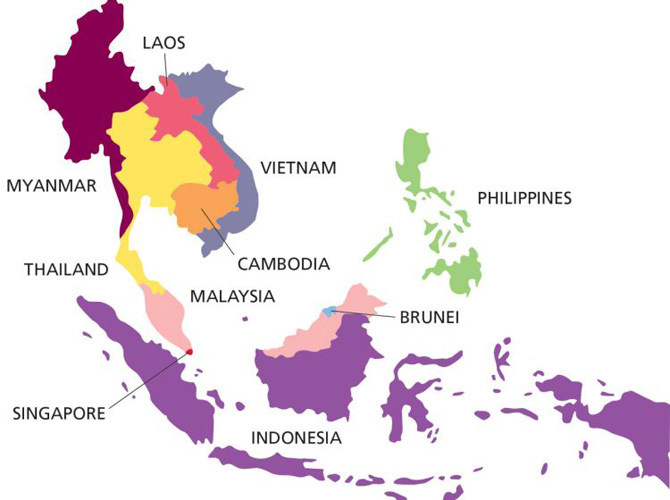 LAOS
VIETNAM
MYANMAR
PHILIPPINES
CAMBODIA
THAILAND
MALAYSIA
BRUNEI
SINGAPORE
INDONESIA